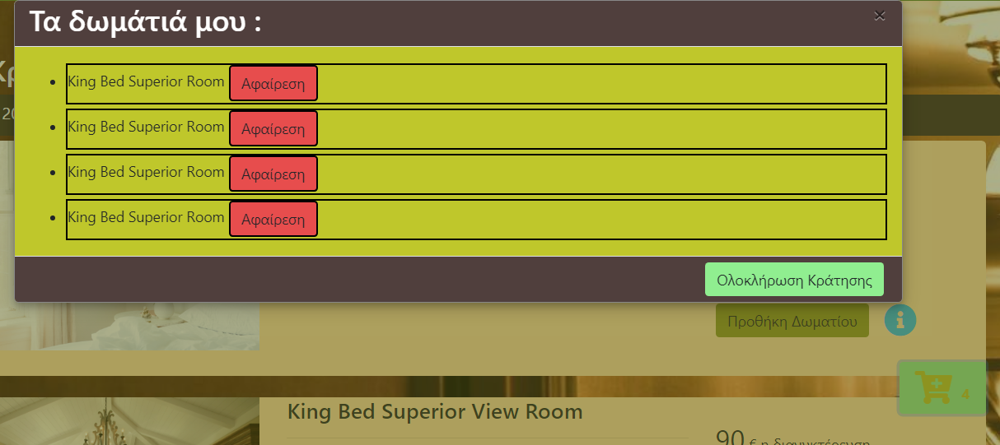 Τα δωμάτιά μου :
×
King Bed Superior Room Αφαίρεση
King Bed Superior Room Αφαίρεση
King Bed Superior Room Αφαίρεση
King Bed Superior Room Αφαίρεση
Ολοκλήρωση Κράτησης
Προθήκη Δωματίου
4
King Bed Superior View Room
90 € η διανυκτέρευση